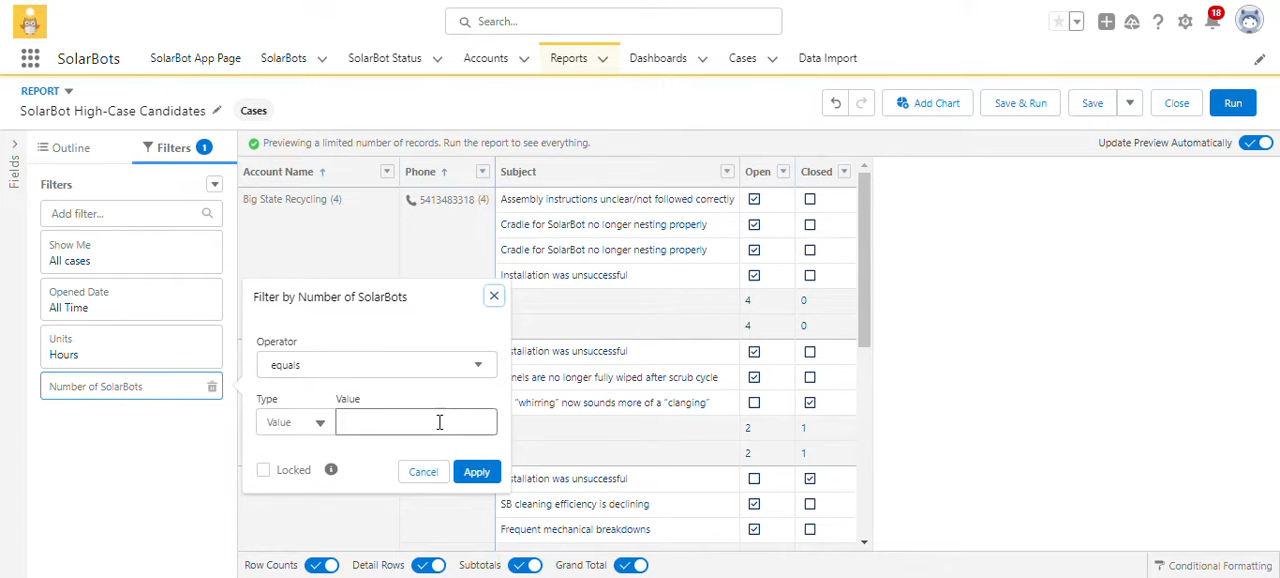 Search...
18
SolarBots
SolarBot App Page
SolarBots
SolarBot Status
Accounts
Reports
Dashboards
Cases
Data Import
REPORT
SolarBot High-Case Candidates
Cases
Add Chart
Save & Run
Save
Close
Run
Fields
Outline
Filters 1
Previewing a limited number of records. Run the report to see everything.
Update Preview Automatically
Filters
Add filter...
Show Me
All cases
Opened Date
All Time
Units
Hours
Number of SolarBots
Account Name
Phone
Subject
Open
Closed
Big State Recycling (4)
5413483318 (4)
Assembly instructions unclear/not followed correctly
Cradle for SolarBot no longer nesting properly
Cradle for SolarBot no longer nesting properly
Installation was unsuccessful
4 0
4 0
stallation was unsuccessful
nels are no longer fully wiped after scrub cycle
"whirring" now sounds more of a "clanging"
2 1
2 1
stallation was unsuccessful
SB cleaning efficiency is declining
Frequent mechanical breakdowns
Filter by Number of SolarBots
Operator
equals
Type
Value
Value
Locked
Cancel
Apply
Row Counts
Detail Rows
Subtotals
Grand Total
Conditional Formatting